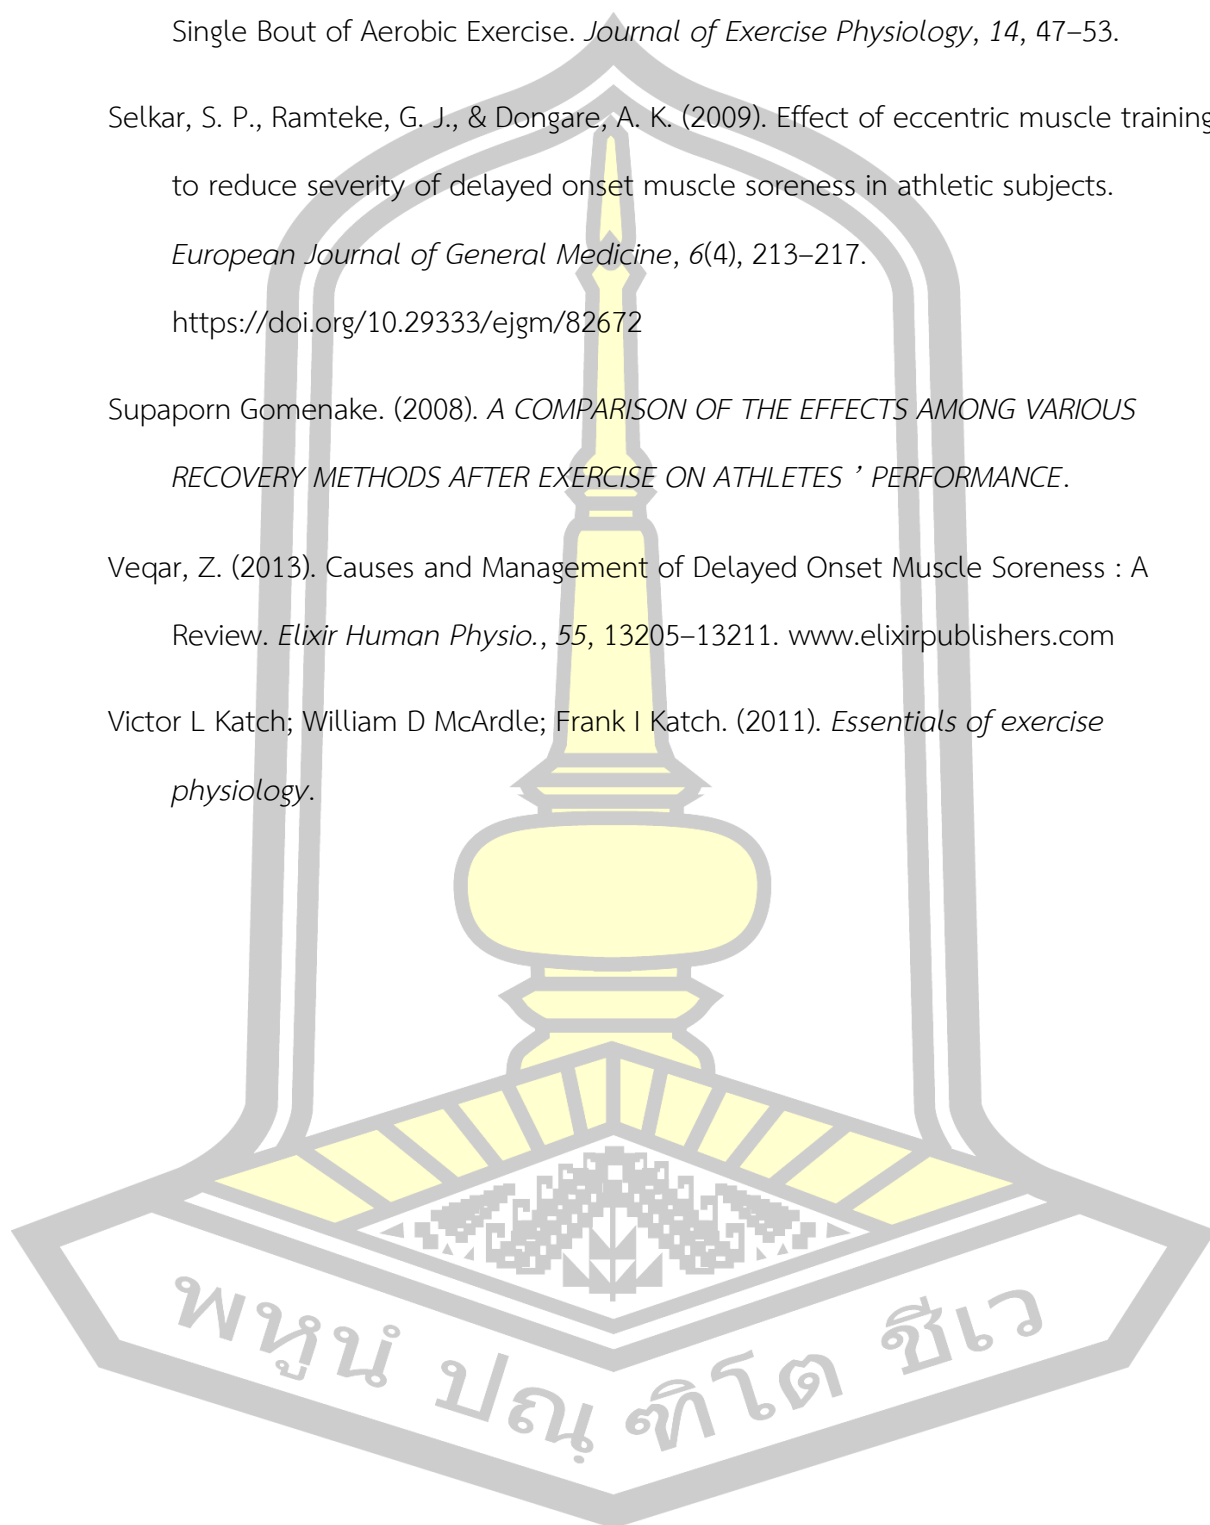 Single Bout of Aerobic Exercise. Journal of Exercise Physiology, 14, 47–53.
Selkar, S. P., Ramteke, G. J., & Dongare, A. K. (2009). Effect of eccentric muscle training
to reduce severity of delayed onset muscle soreness in athletic subjects.
European Journal of General Medicine, 6(4), 213–217.
https://doi.org/10.29333/ejgm/82672
Supaporn Gomenake. (2008). A COMPARISON OF THE EFFECTS AMONG VARIOUS
RECOVERY METHODS AFTER EXERCISE ON ATHLETES ’ PERFORMANCE.
Veqar, Z. (2013). Causes and Management of Delayed Onset Muscle Soreness : A
Review. Elixir Human Physio., 55, 13205–13211. www.elixirpublishers.com
Victor L Katch; William D McArdle; Frank I Katch. (2011). Essentials of exercise
physiology.
พหูนํ ปณฺฑิโต ชีเว